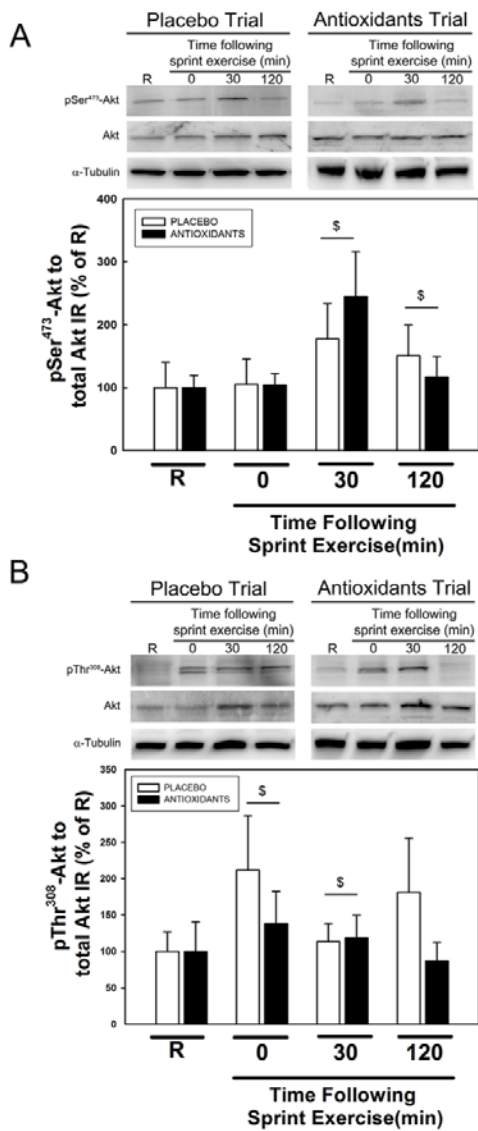 A
Placebo Trial
Antioxidants Trial
Time following
sprint exercise (min)
Time following
sprint exercise (min)
R 0 30 120
R 0 30 120
pSer⁴⁷³-Akt
Akt
α-Tubulin
400
300
200
100
0
pSer⁴⁷³-Akt to
total Akt IR (% of R)
PLACEBO
ANTIOXIDANTS
$
$
R
0
30
120
Time Following
Sprint Exercise(min)
B
Placebo Trial
Antioxidants Trial
Time following
sprint exercise (min)
Time following
sprint exercise (min)
R 0 30 120
R 0 30 120
pThr³⁰⁸-Akt
Akt
α-Tubulin
350
300
250
200
150
100
50
0
pThr³⁰⁸-Akt to
total Akt IR (% of R)
PLACEBO
ANTIOXIDANTS
$
$
R
0
30
120
Time Following
Sprint Exercise(min)